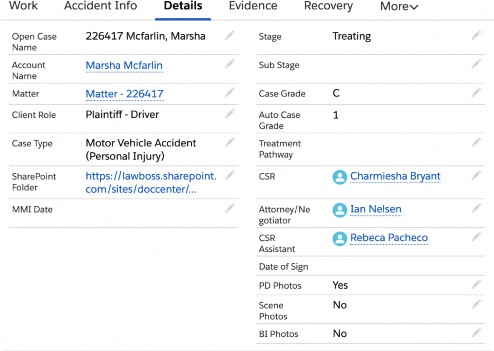 Work Accident Info Details Evidence Recovery More
Open Case Name 226417 Mcfarlin, Marsha
Account Name Marsha Mcfarlin
Matter Matter - 226417
Client Role Plaintiff - Driver
Case Type Motor Vehicle Accident (Personal Injury)
SharePoint Folder https://lawboss.sharepoint.com/sites/doccenter/...
MMI Date
Stage Treating
Sub Stage
Case Grade C
Auto Case Grade 1
Treatment Pathway
CSR Charmiesha Bryant
Attorney/Negotiator Ian Nelsen
CSR Assistant Rebeca Pacheco
Date of Sign
PD Photos Yes
Scene Photos No
BI Photos No